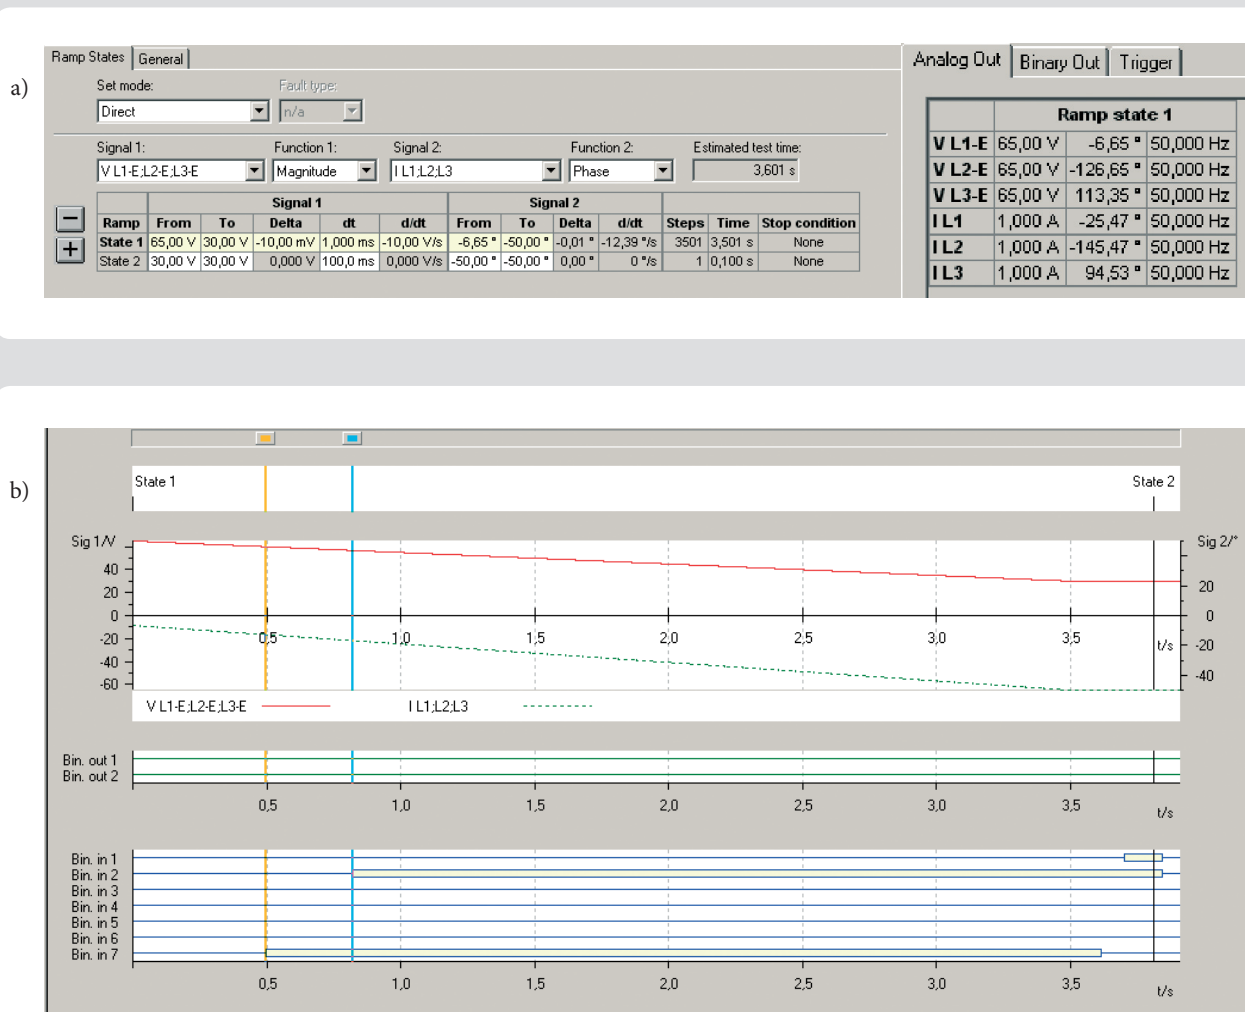 a)
Ramp States General
Set mode: Fault type:
Direct n/a
Signal 1: Function 1: Signal 2: Function 2: Estimated test time:
V L1-E;L2-E;L3-E Magnitude I L1;L2;L3 Phase 3,601 s
Signal 1 Signal 2
Ramp From To Delta dt d/dt From To Delta d/dt Steps Time Stop condition
State 1 65,00 V 30,00 V -10,00 mV 1,000 ms -10,00 V/s -6,65 ° -50,00 ° -0,01 ° -12,39 °/s 3501 3,501 s None
State 2 30,00 V 30,00 V 0,000 V 100,0 ms 0,000 V/s -50,00 ° -50,00 ° 0,00 ° 0 °/s 1 0,100 s None
Analog Out Binary Out Trigger
Ramp state 1
V L1-E 65,00 V -6,65 ° 50,000 Hz
V L2-E 65,00 V -126,65 ° 50,000 Hz
V L3-E 65,00 V 113,35 ° 50,000 Hz
I L1 1,000 A -25,47 ° 50,000 Hz
I L2 1,000 A -145,47 ° 50,000 Hz
I L3 1,000 A 94,53 ° 50,000 Hz
b)
State 1 State 2
Sig 1/V Sig 2/°
40
20 20
0 0
-20 -20
-40 -40
-60
0,5 1,0 1,5 2,0 2,5 3,0 3,5 t/s
V L1-E;L2-E;L3-E I L1;L2;L3
Bin. out 1
Bin. out 2
0,5 1,0 1,5 2,0 2,5 3,0 3,5 t/s
Bin. in 1
Bin. in 2
Bin. in 3
Bin. in 4
Bin. in 5
Bin. in 6
Bin. in 7
0,5 1,0 1,5 2,0 2,5 3,0 3,5 t/s